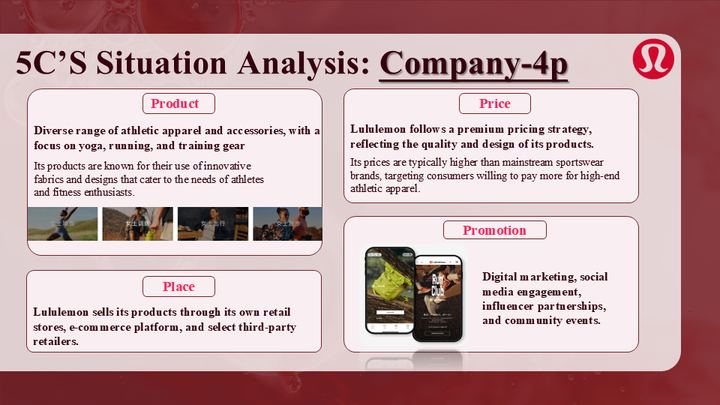 5C’S Situation Analysis: Company-4p
Product
Diverse range of athletic apparel and accessories, with a
focus on yoga, running, and training gear
Its products are known for their use of innovative
fabrics and designs that cater to the needs of athletes
and fitness enthusiasts.
Price
Lululemon follows a premium pricing strategy,
reflecting the quality and design of its products.
Its prices are typically higher than mainstream sportswear
brands, targeting consumers willing to pay more for high-end
athletic apparel.
Place
Lululemon sells its products through its own retail
stores, e-commerce platform, and select third-party
retailers.
Promotion
Digital marketing, social
media engagement,
influencer partnerships,
and community events.